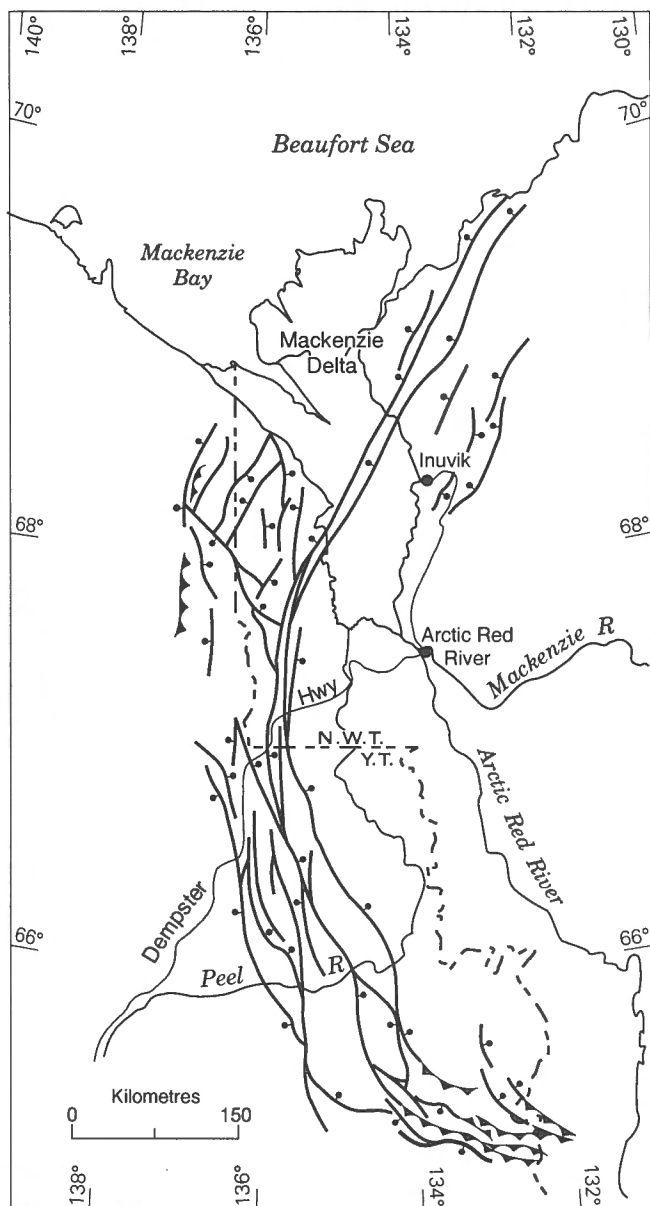 140° 138° 136° 134° 132° 130°
70° 70°
Beaufort Sea
Mackenzie
Bay
Mackenzie
Delta
Inuvik
68° 68°
Arctic Red
River
Mackenzie R
Hwy
N.W.T.
Y.T.
Arctic Red River
Dempster
66° 66°
Peel R
Kilometres
0 150
138° 136° 134° 132°